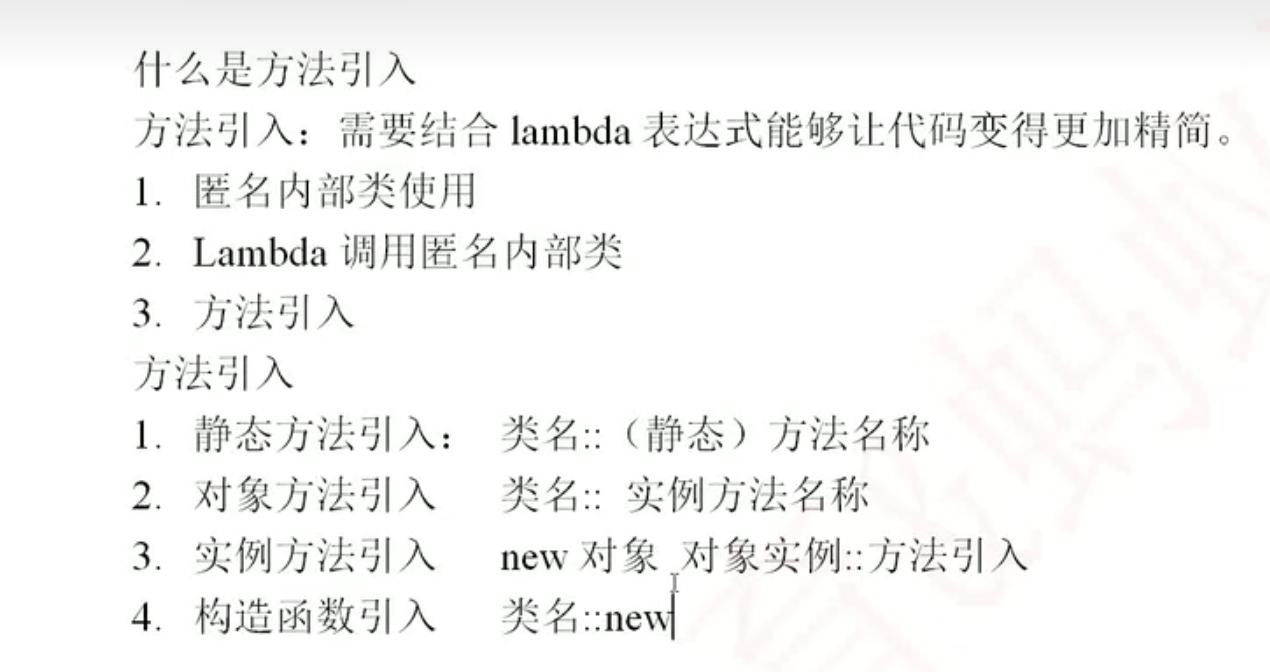 什么是方法引入
方法引入：需要结合 lambda 表达式能够让代码变得更加精简。
1. 匿名内部类使用
2. Lambda 调用匿名内部类
3. 方法引入
方法引入
1. 静态方法引入： 类名::（静态）方法名称
2. 对象方法引入 类名:: 实例方法名称
3. 实例方法引入 new 对象 对象实例::方法引入
4. 构造函数引入 类名::new